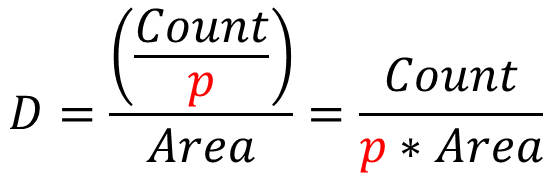 D = (Count / p) / Area = Count / p * Area